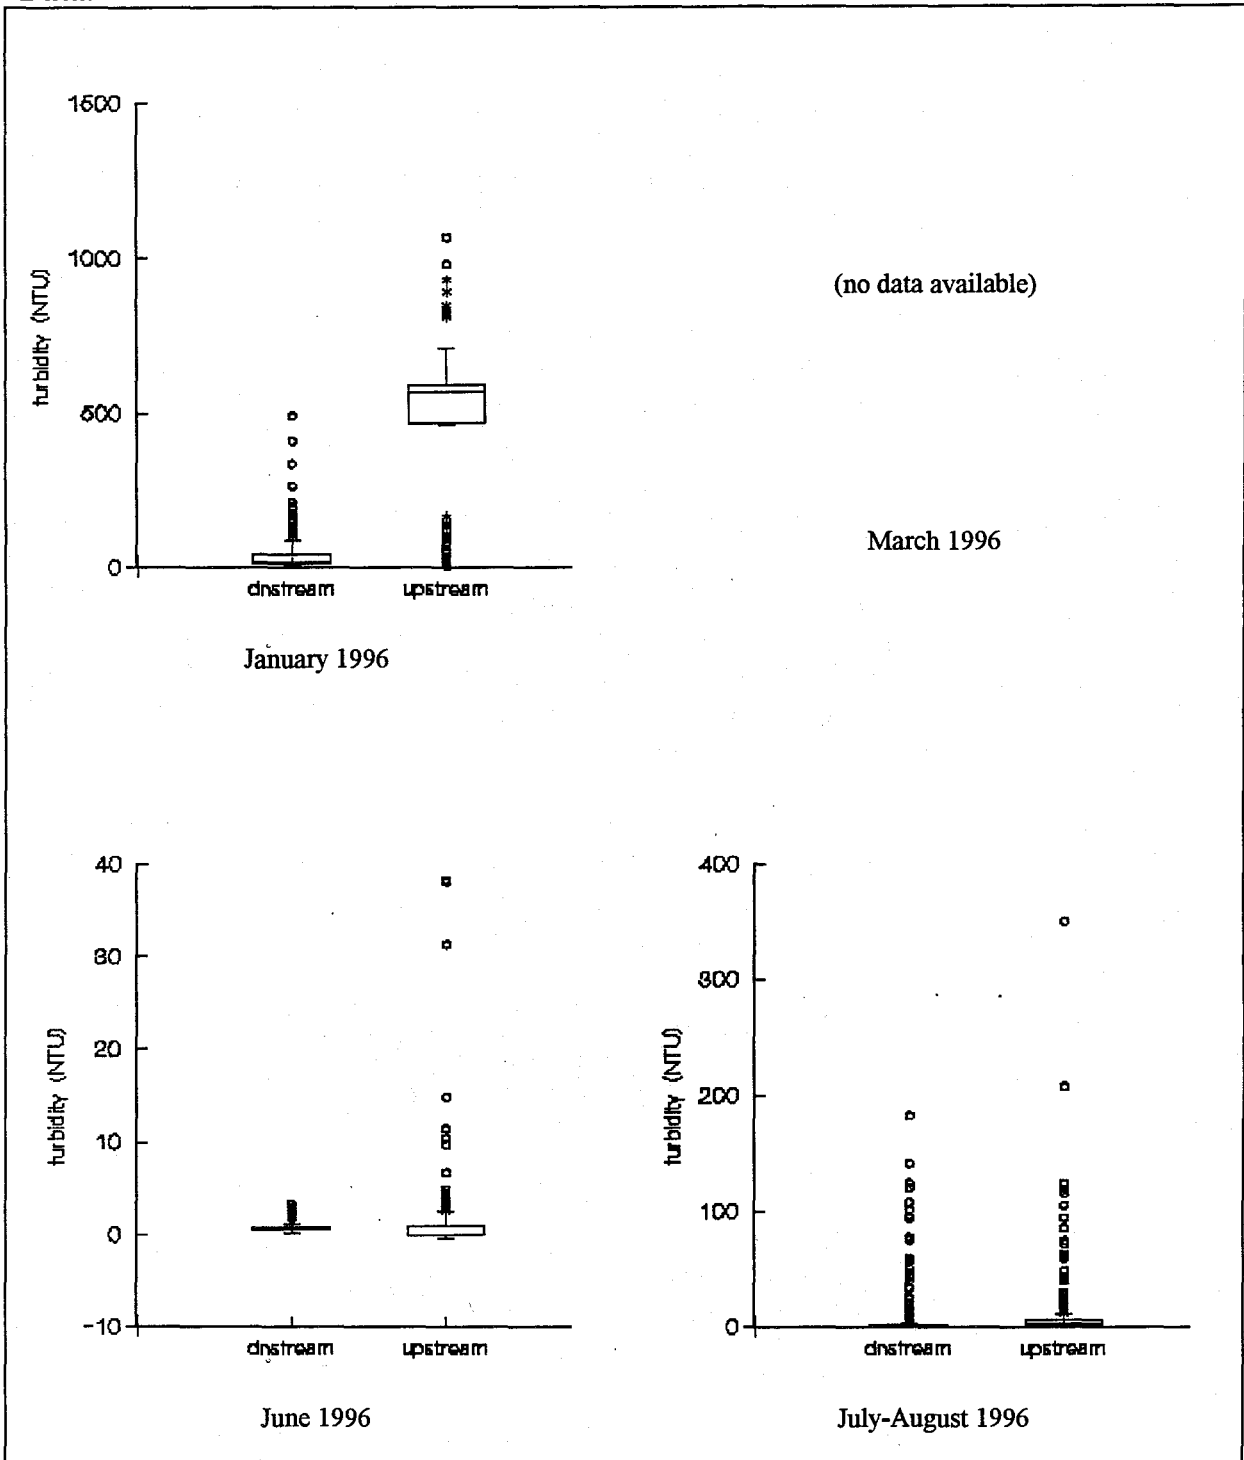 1500
1000
500
0
turbidity (NTU)
dnstream upstream
January 1996
(no data available)
March 1996
40
30
20
10
0
-10
turbidity (NTU)
dnstream upstream
June 1996
400
300
200
100
0
turbidity (NTU)
dnstream upstream
July-August 1996